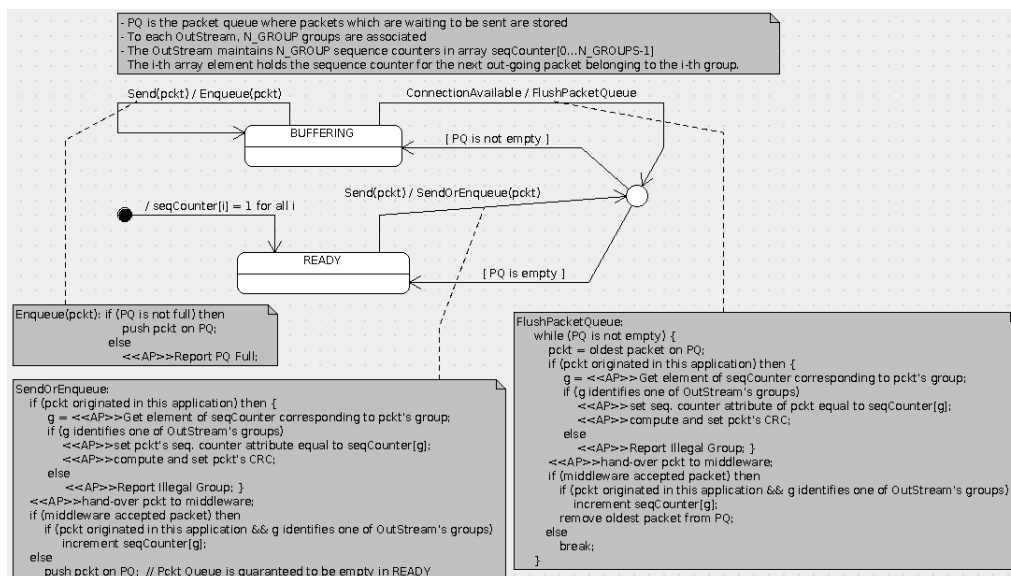 - PQ is the packet queue where packets which are waiting to be sent are stored
- To each OutStream, N_GROUP groups are associated
- The OutStream maintains N_GROUP sequence counters in array seqCounter[0...N_GROUPS-1]
The i-th array element holds the sequence counter for the next out-going packet belonging to the i-th group.
Send(pckt) / Enqueue(pckt)
ConnectionAvailable / FlushPacketQueue
BUFFERING
[ PQ is not empty ]
Send(pckt) / SendOrEnqueue(pckt)
/ seqCounter[i] = 1 for all i
READY
[ PQ is empty ]
Enqueue(pckt): if (PQ is not full) then
push pckt on PQ;
else
<<AP>>Report PQ Full;
SendOrEnqueue:
if (pckt originated in this application) then {
g = <<AP>>Get element of seqCounter corresponding to pckt's group;
if (g identifies one of OutStream's groups)
<<AP>>set pckt's seq. counter attribute equal to seqCounter[g];
<<AP>>compute and set pckt's CRC;
else
<<AP>>Report Illegal Group; }
<<AP>>hand-over pckt to middleware;
if (middleware accepted packet) then
if (pckt originated in this application && g identifies one of OutStream's groups)
increment seqCounter[g];
else
push pckt on PQ; // Pckt Queue is guaranteed to be empty in READY
FlushPacketQueue:
while (PQ is not empty) {
pckt = oldest packet on PQ;
if (pckt originated in this application) then {
g = <<AP>>Get element of seqCounter corresponding to pckt's group;
if (g identifies one of OutStream's groups)
<<AP>>set seq. counter attribute of pckt equal to seqCounter[g];
<<AP>>compute and set pckt's CRC;
else
<<AP>>Report Illegal Group; }
<<AP>>hand-over pckt to middleware;
if (middleware accepted packet) then
if (pckt originated in this application && g identifies one of OutStream's groups)
increment seqCounter[g];
remove oldest packet from PQ;
else
break;
}